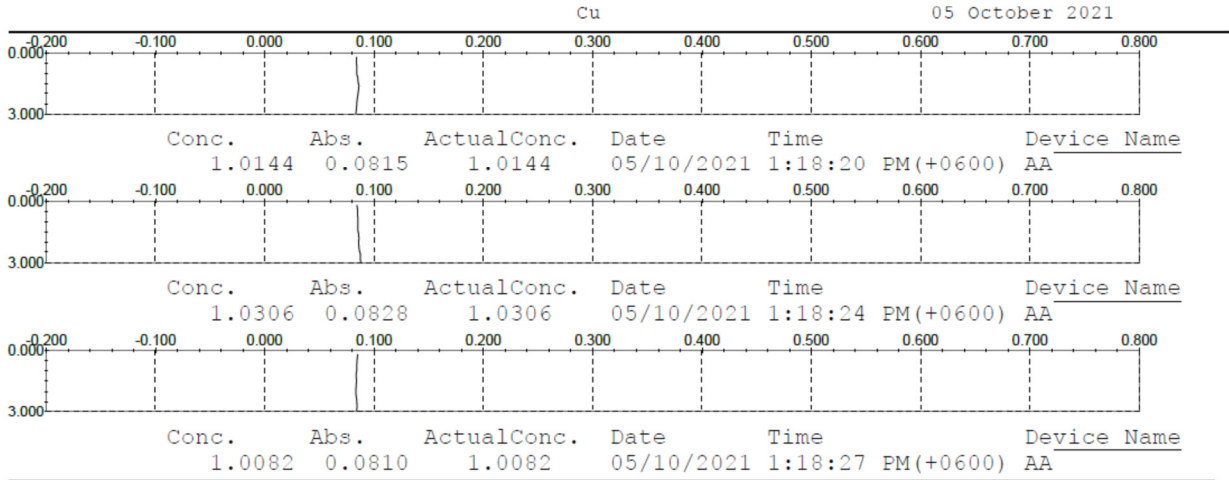 Cu 05 October 2021
-0.200 -0.100 0.000 0.100 0.200 0.300 0.400 0.500 0.600 0.700 0.800
0.000
3.000
Conc. Abs. ActualConc. Date Time Device Name
1.0144 0.0815 1.0144 05/10/2021 1:18:20 PM(+0600) AA
-0.200 -0.100 0.000 0.100 0.200 0.300 0.400 0.500 0.600 0.700 0.800
0.000
3.000
Conc. Abs. ActualConc. Date Time Device Name
1.0306 0.0828 1.0306 05/10/2021 1:18:24 PM(+0600) AA
-0.200 -0.100 0.000 0.100 0.200 0.300 0.400 0.500 0.600 0.700 0.800
0.000
3.000
Conc. Abs. ActualConc. Date Time Device Name
1.0082 0.0810 1.0082 05/10/2021 1:18:27 PM(+0600) AA